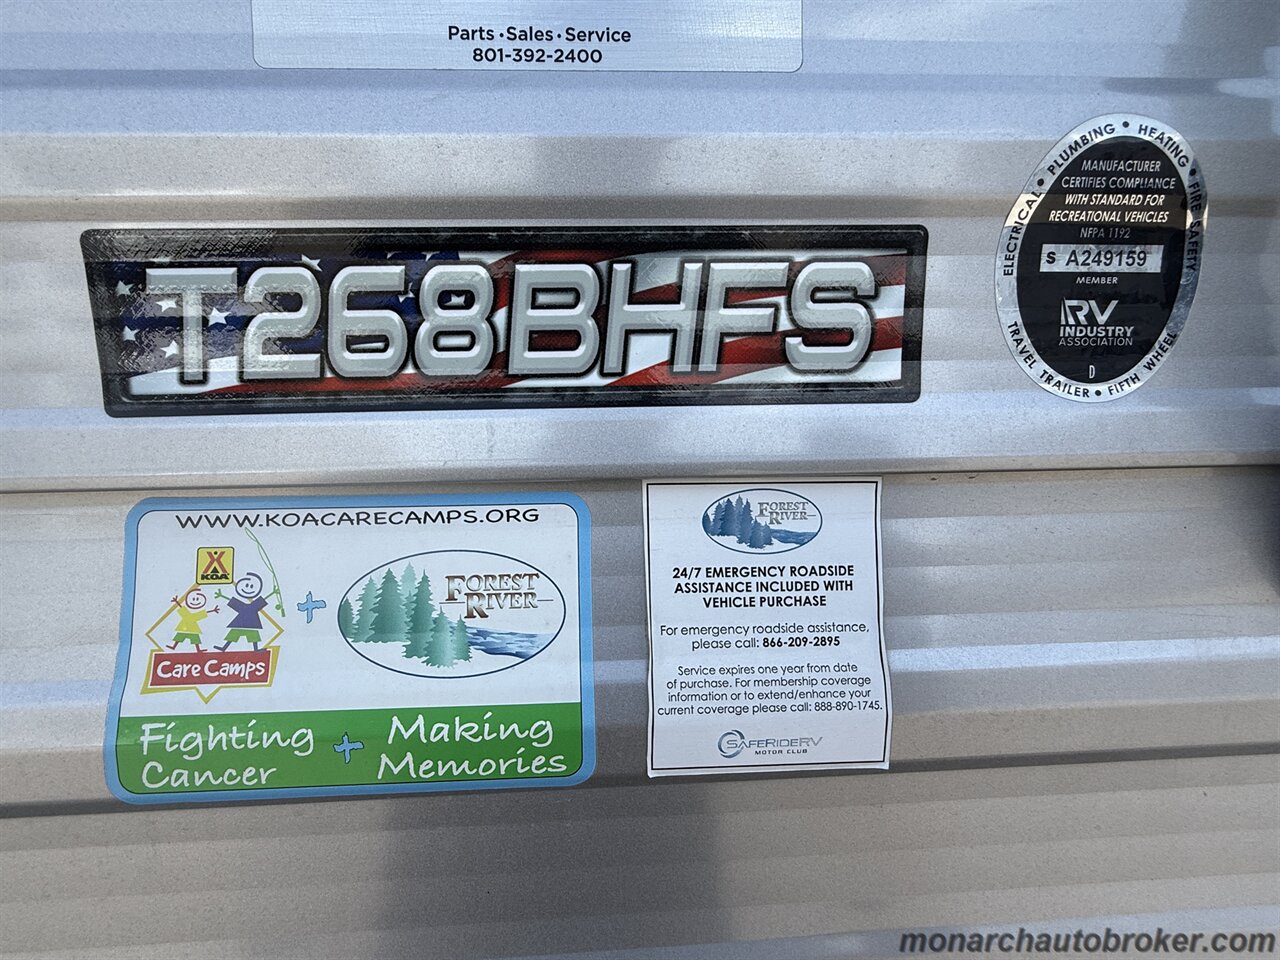 Parts • Sales • Service
801-392-2400
ELECTRICAL • PLUMBING • HEATING • FIRE SAFETY
MANUFACTURER
CERTIFIES COMPLIANCE
WITH STANDARD FOR
RECREATIONAL VEHICLES
NFPA 1192
S A249159
MEMBER
RV
INDUSTRY
ASSOCIATION
D
TRAVEL TRAILER • FIFTH WHEEL
T268BHFS
WWW.KOACARECAMPS.ORG
KOA
Care Camps
+
FOREST
RIVER
Fighting
Cancer
+
Making
Memories
FOREST
RIVER
24/7 EMERGENCY ROADSIDE
ASSISTANCE INCLUDED WITH
VEHICLE PURCHASE
For emergency roadside assistance,
please call: 866-209-2895
Service expires one year from date
of purchase. For membership coverage
information or to extend/enhance your
current coverage please call: 888-890-1745.
SAFERIDERV
MOTOR CLUB
monarchautobroker.com